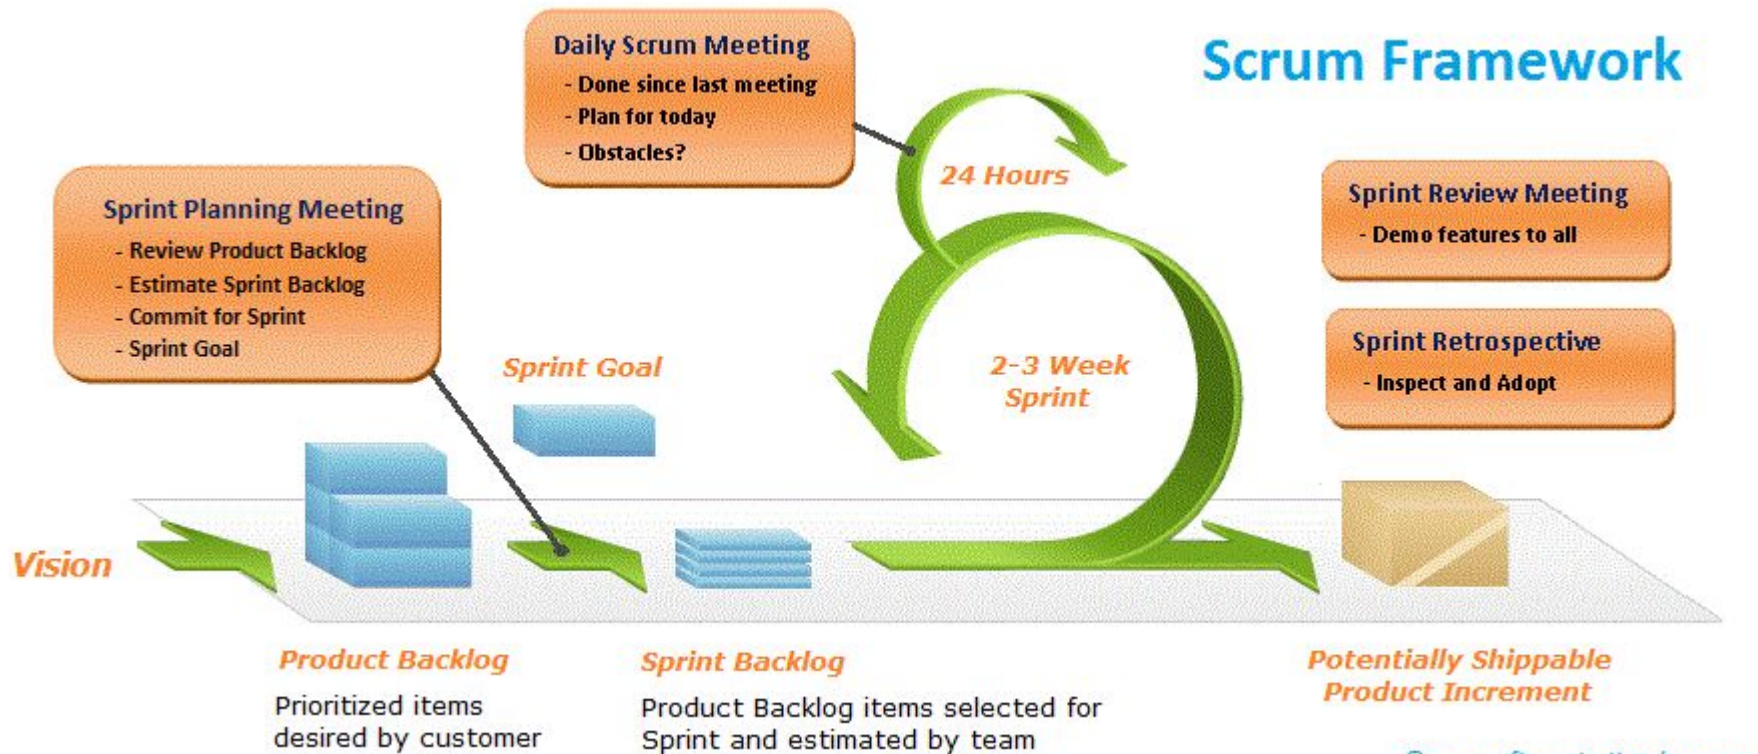 Scrum Framework
Daily Scrum Meeting
- Done since last meeting
- Plan for today
- Obstacles?
Sprint Planning Meeting
- Review Product Backlog
- Estimate Sprint Backlog
- Commit for Sprint
- Sprint Goal
24 Hours
Sprint Review Meeting
- Demo features to all
Sprint Retrospective
- Inspect and Adopt
Sprint Goal
2-3 Week
Sprint
Vision
Product Backlog
Prioritized items
desired by customer
Sprint Backlog
Product Backlog items selected for
Sprint and estimated by team
Potentially Shippable
Product Increment